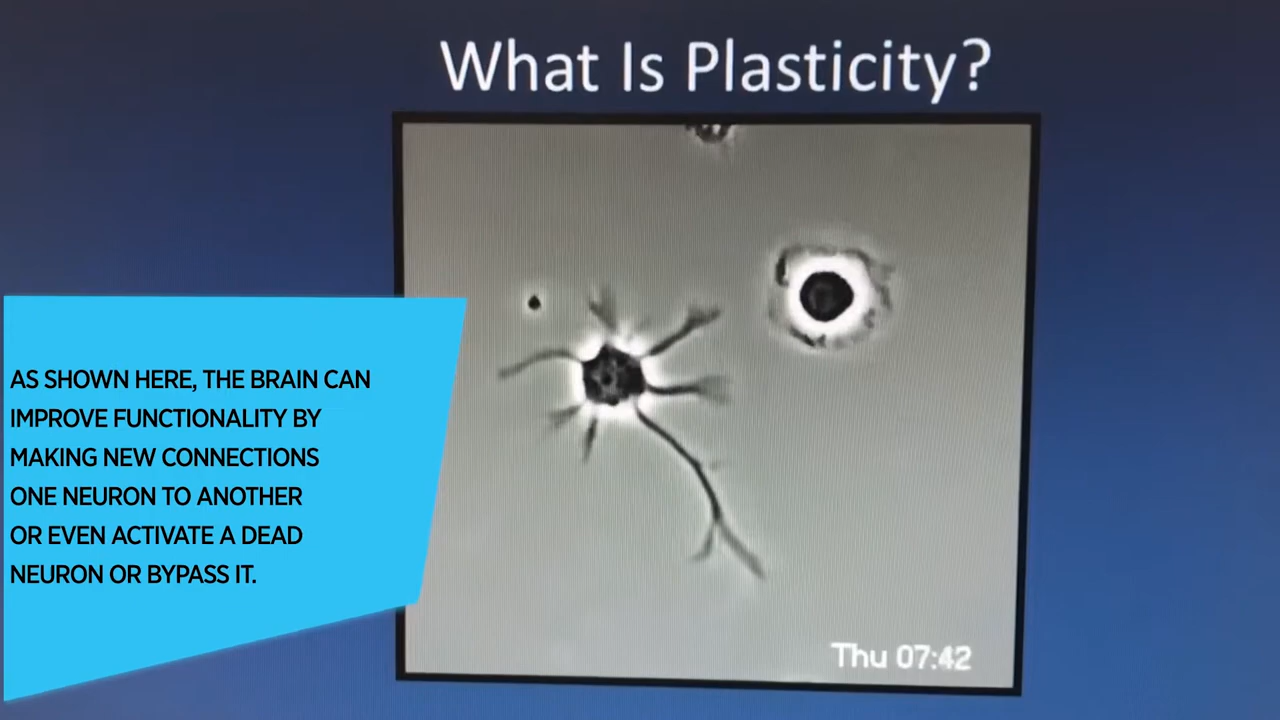 What Is Plasticity?
AS SHOWN HERE, THE BRAIN CAN
IMPROVE FUNCTIONALITY BY
MAKING NEW CONNECTIONS
ONE NEURON TO ANOTHER
OR EVEN ACTIVATE A DEAD
NEURON OR BYPASS IT.
Thu 07:42